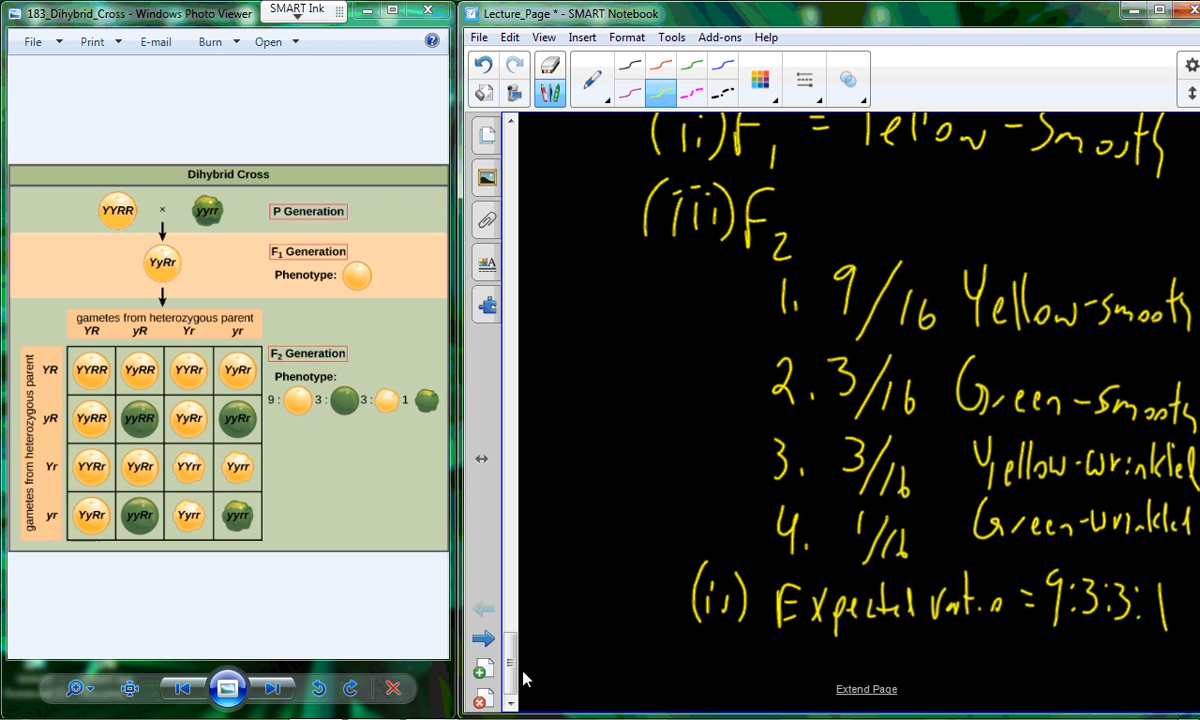 183_Dihybrid_Cross - Windows Photo Viewer
SMART Ink
File Print E-mail Burn Open
Dihybrid Cross
YYRR × yyrr P Generation
F₁ Generation
YyRr
Phenotype:
gametes from heterozygous parent
YR yR Yr yr
F₂ Generation
Phenotype:
9 : 3 : 3 : 1
gametes from heterozygous parent
YR YYRR YyRR YYRr YyRr
yR YyRR yyRR YyRr yyRr
Yr YYRr YyRr YYrr Yyrr
yr YyRr yyRr Yyrr yyrr
Lecture_Page * - SMART Notebook
File Edit View Insert Format Tools Add-ons Help
(ii) F₁ = Yellow-Smooth
(iii) F₂
1. 9/16 Yellow-smooth
2. 3/16 Green-smooth
3. 3/16 Yellow-wrinkled
4. 1/16 Green-wrinkled
(iv) Expected ratio = 9:3:3:1
Extend Page